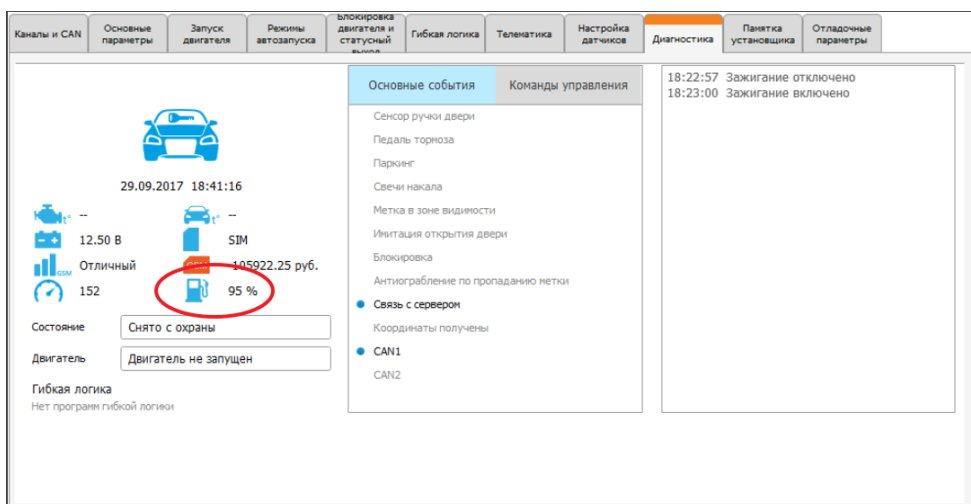 Каналы и CAN
Основные
параметры
Запуск
двигателя
Режимы
автозапуска
Блокировка
двигателя и
статусный
выход
Гибкая логика
Телематика
Настройка
датчиков
Диагностика
Памятка
установщика
Отладочные
параметры
29.09.2017 18:41:16
t° --
t° --
12.50 В
SIM
GSM Отличный
SIM 105922.25 руб.
152
95 %
Состояние
Снято с охраны
Двигатель
Двигатель не запущен
Гибкая логика
Нет программ гибкой логики
Основные события
Команды управления
Сенсор ручки двери
Педаль тормоза
Паркинг
Свечи накала
Метка в зоне видимости
Имитация открытия двери
Блокировка
Антиограбление по пропаданию метки
Связь с сервером
Координаты получены
CAN1
CAN2
18:22:57 Зажигание отключено
18:23:00 Зажигание включено